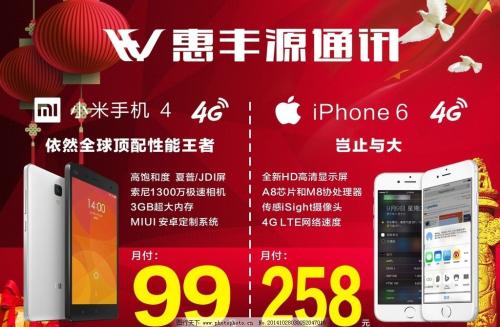 惠丰源通讯
mi 小米手机 4 4G
依然全球顶配性能王者
高饱和度 夏普/JDI屏
索尼1300万极速相机
3GB超大内存
MIUI 安卓定制系统
月付:
99
iPhone 6 4G
岂止与大
全新HD高清显示屏
A8芯片和M8协处理器
传感iSight摄像头
4G LTE网络速度
月付:
258
元
14:00